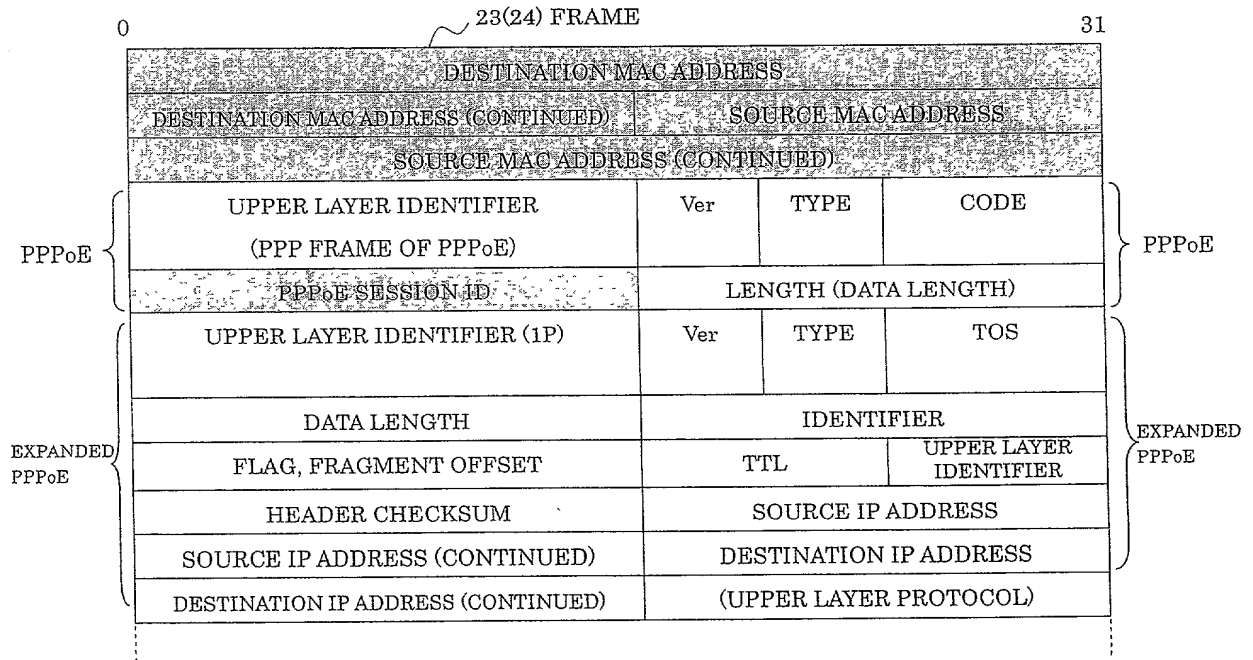 23(24) FRAME
0 31
DESTINATION MAC ADDRESS
DESTINATION MAC ADDRESS (CONTINUED) SOURCE MAC ADDRESS
SOURCE MAC ADDRESS (CONTINUED)
UPPER LAYER IDENTIFIER Ver TYPE CODE
(PPP FRAME OF PPPoE)
PPPoE PPPoE
PPPoE SESSION ID LENGTH (DATA LENGTH)
UPPER LAYER IDENTIFIER (1P) Ver TYPE TOS
DATA LENGTH IDENTIFIER
EXPANDED
PPPoE
EXPANDED
PPPoE
FLAG, FRAGMENT OFFSET TTL UPPER LAYER
IDENTIFIER
HEADER CHECKSUM SOURCE IP ADDRESS
SOURCE IP ADDRESS (CONTINUED) DESTINATION IP ADDRESS
DESTINATION IP ADDRESS (CONTINUED) (UPPER LAYER PROTOCOL)